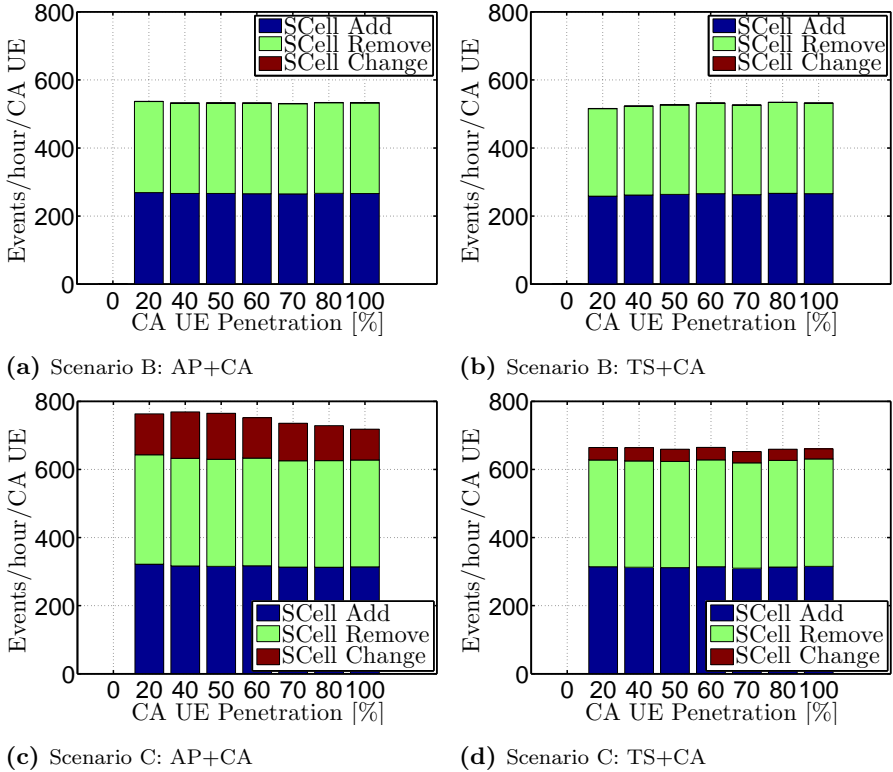 800
600
400
200
0
Events/hour/CA UE
SCell Add
SCell Remove
SCell Change
0 20 40 50 60 70 80 100
CA UE Penetration [%]
(a) Scenario B: AP+CA
800
600
400
200
0
Events/hour/CA UE
SCell Add
SCell Remove
SCell Change
0 20 40 50 60 70 80 100
CA UE Penetration [%]
(b) Scenario B: TS+CA
800
600
400
200
0
Events/hour/CA UE
SCell Add
SCell Remove
SCell Change
0 20 40 50 60 70 80 100
CA UE Penetration [%]
(c) Scenario C: AP+CA
800
600
400
200
0
Events/hour/CA UE
SCell Add
SCell Remove
SCell Change
0 20 40 50 60 70 80 100
CA UE Penetration [%]
(d) Scenario C: TS+CA